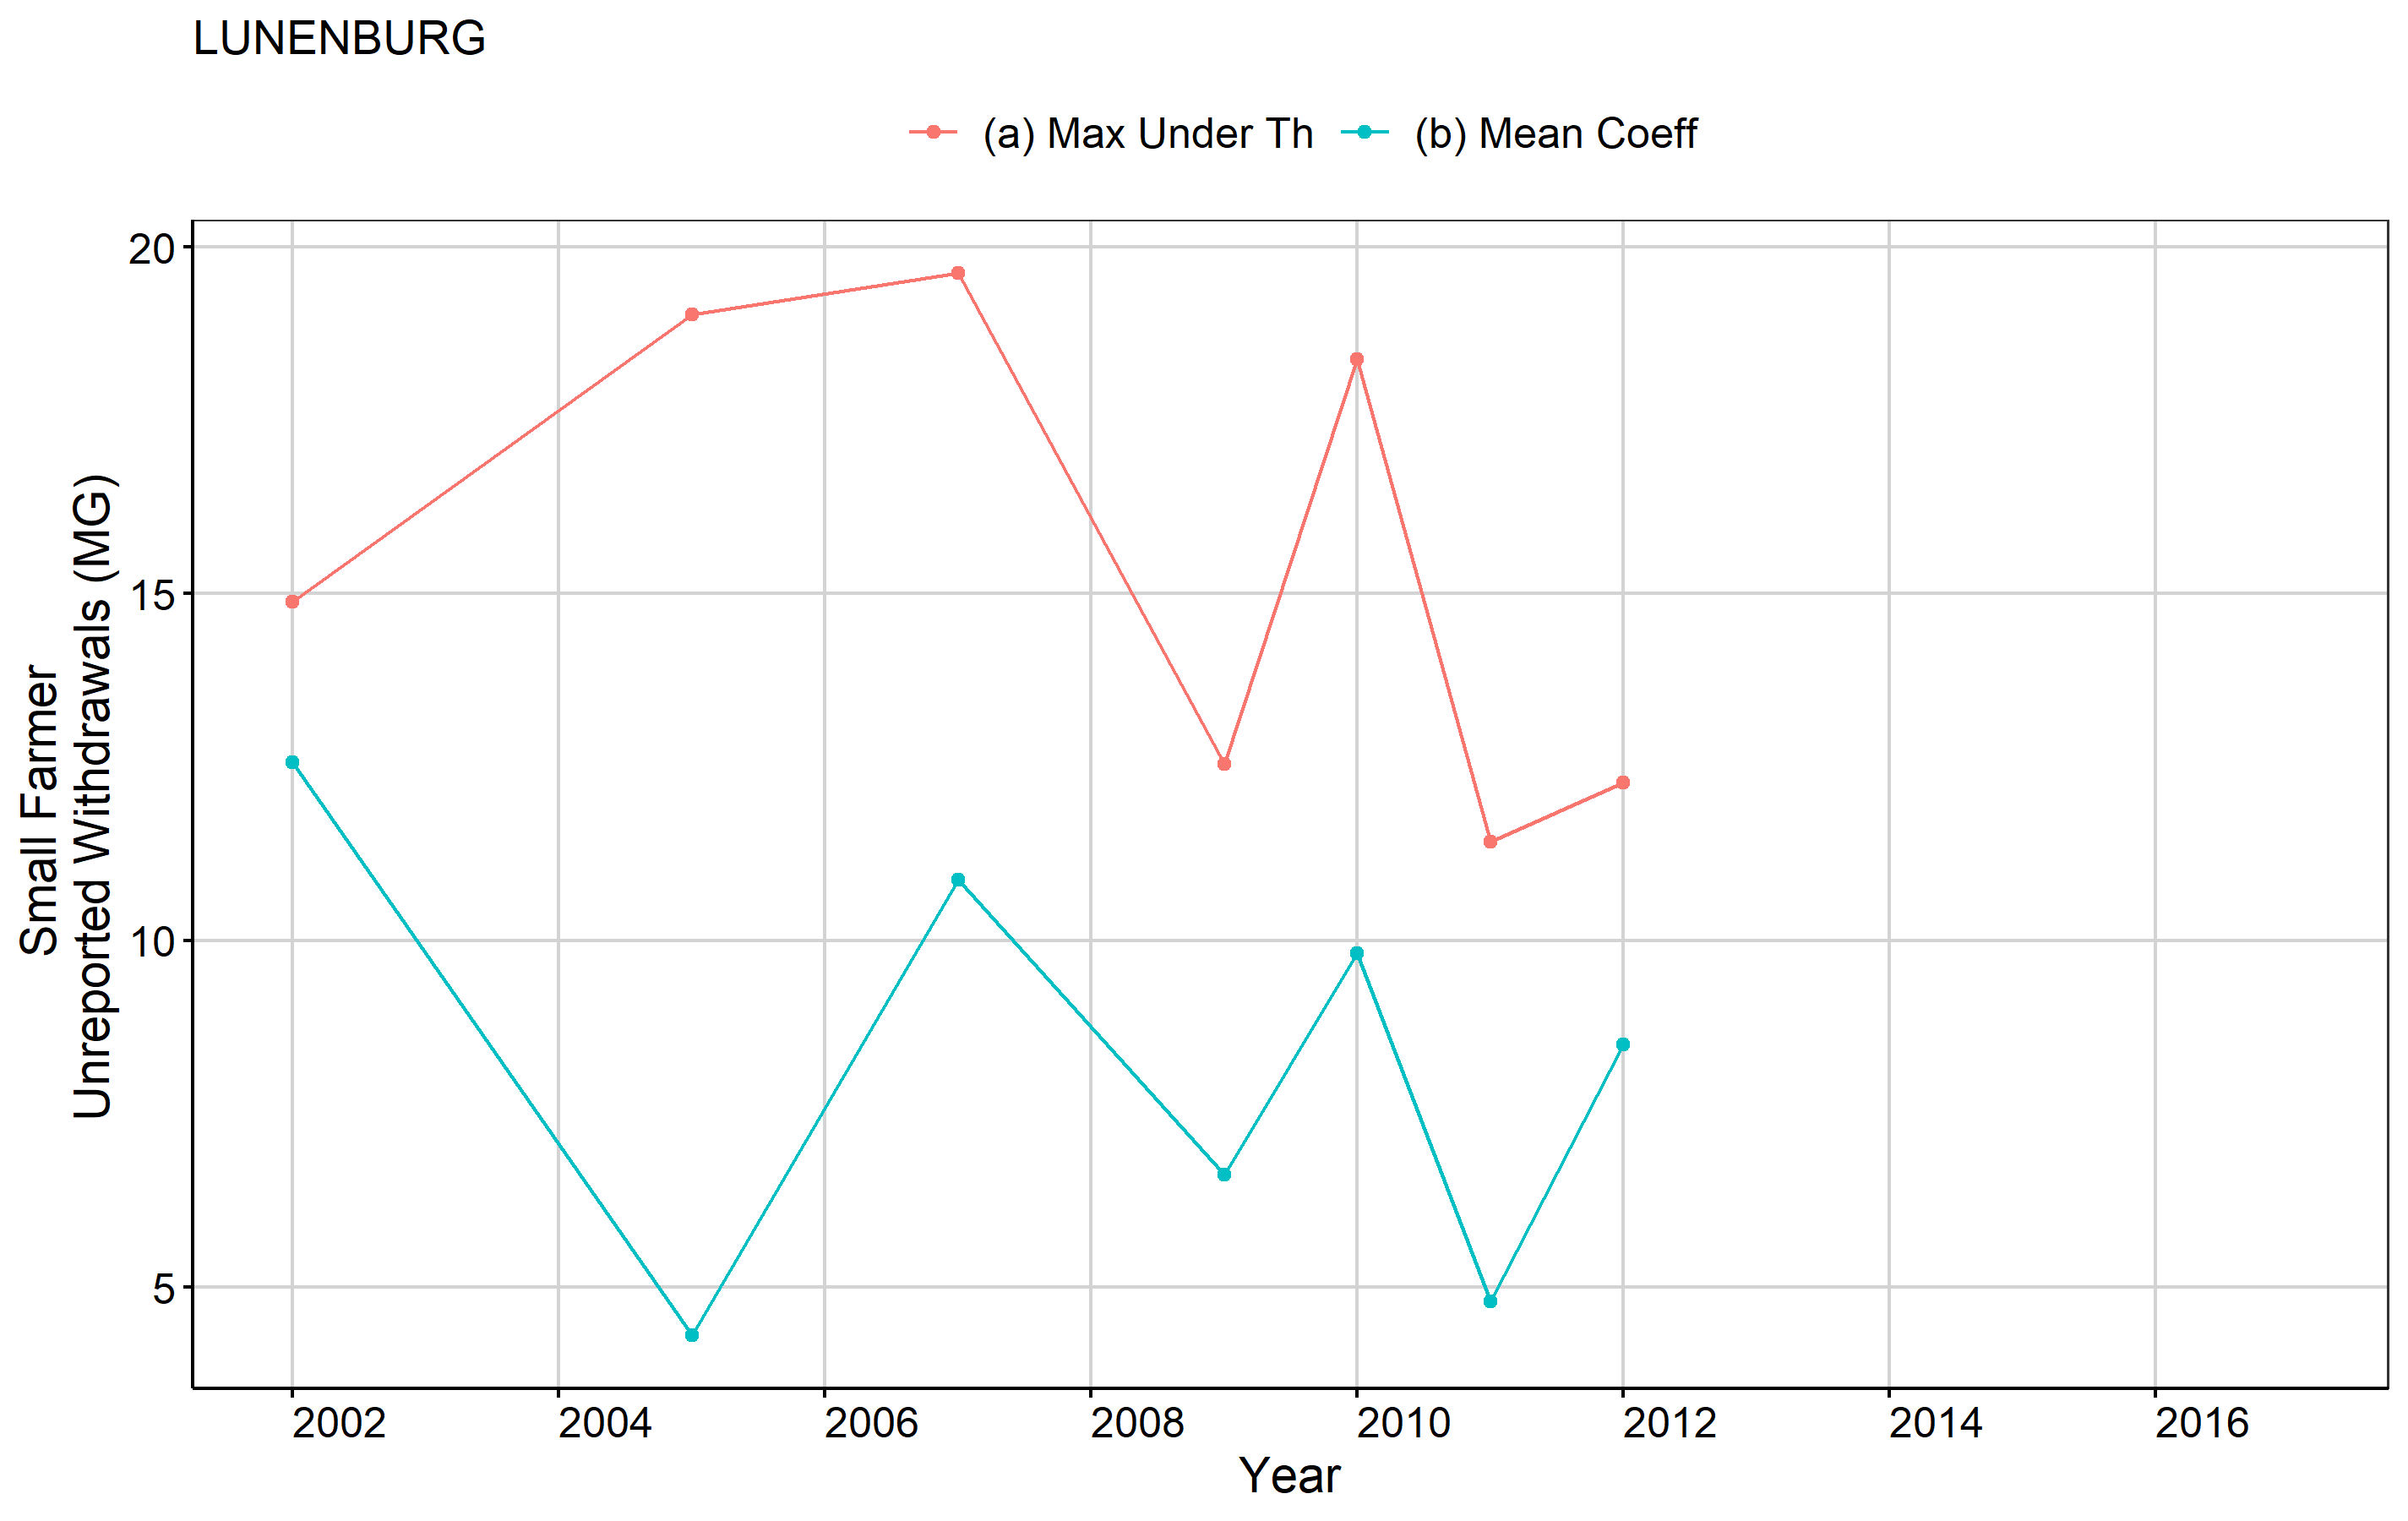 LUNENBURG
(a) Max Under Th (b) Mean Coeff
Small Farmer
Unreported Withdrawals (MG)
20
15
10
5
2002 2004 2006 2008 2010 2012 2014 2016
Year